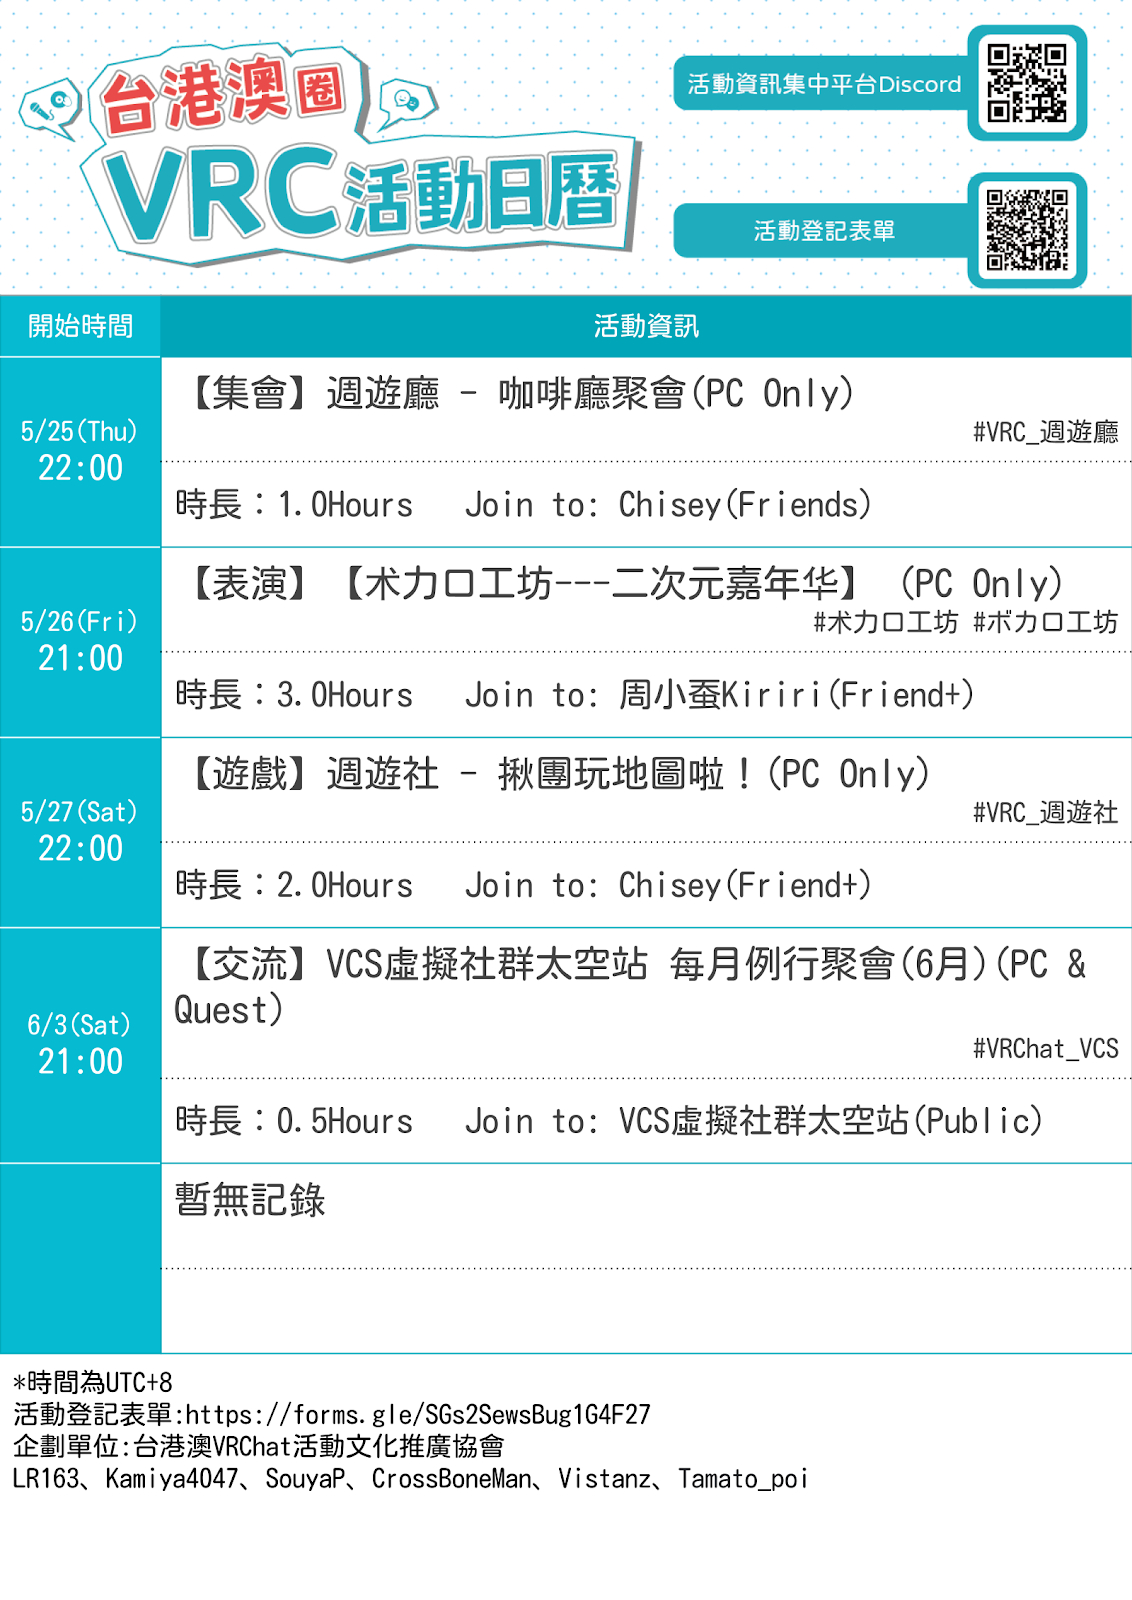 台港澳圈
VRC活動日曆
活動資訊集中平台Discord
活動登記表單
開始時間
活動資訊
5/25(Thu)
22:00
【集會】週遊廳 - 咖啡廳聚會(PC Only)
#VRC_週遊廳
時長：1.0Hours Join to: Chisey(Friends)
5/26(Fri)
21:00
【表演】【术力口工坊---二次元嘉年华】 (PC Only)
#术力口工坊 #ボカロ工坊
時長：3.0Hours Join to: 周小蚕Kiriri(Friend+)
5/27(Sat)
22:00
【遊戲】週遊社 - 揪團玩地圖啦！(PC Only)
#VRC_週遊社
時長：2.0Hours Join to: Chisey(Friend+)
6/3(Sat)
21:00
【交流】VCS虛擬社群太空站 每月例行聚會(6月)(PC &
Quest)
#VRChat_VCS
時長：0.5Hours Join to: VCS虛擬社群太空站(Public)
暫無記錄
*時間為UTC+8
活動登記表單:https://forms.gle/SGs2SewsBug1G4F27
企劃單位:台港澳VRChat活動文化推廣協會
LR163、Kamiya4047、SouyaP、CrossBoneMan、Vistanz、Tamato_poi